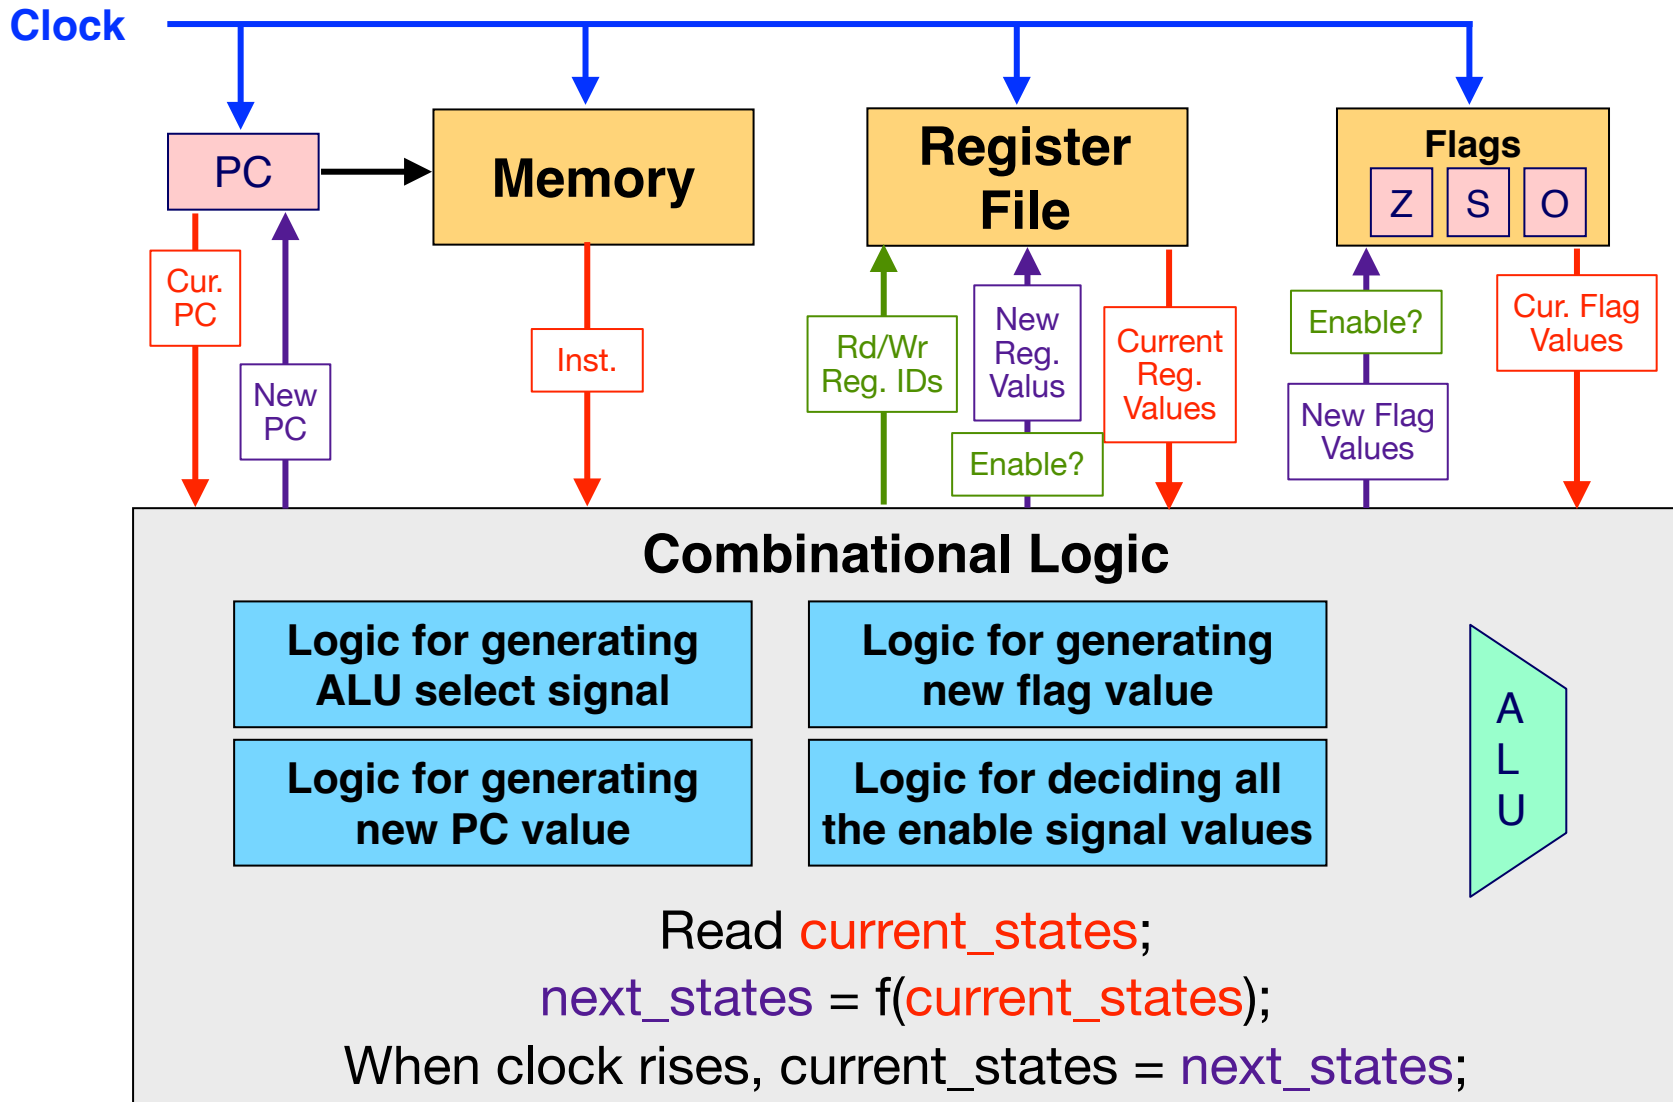 Clock
PC
Memory
Register
File
Flags
Z S O
Cur.
PC
New
PC
Inst.
Rd/Wr
Reg. IDs
New
Reg.
Valus
Enable?
Current
Reg.
Values
Enable?
New Flag
Values
Cur. Flag
Values
Combinational Logic
Logic for generating
ALU select signal
Logic for generating
new flag value
Logic for generating
new PC value
Logic for deciding all
the enable signal values
A
L
U
Read current_states;
next_states = f(current_states);
When clock rises, current_states = next_states;